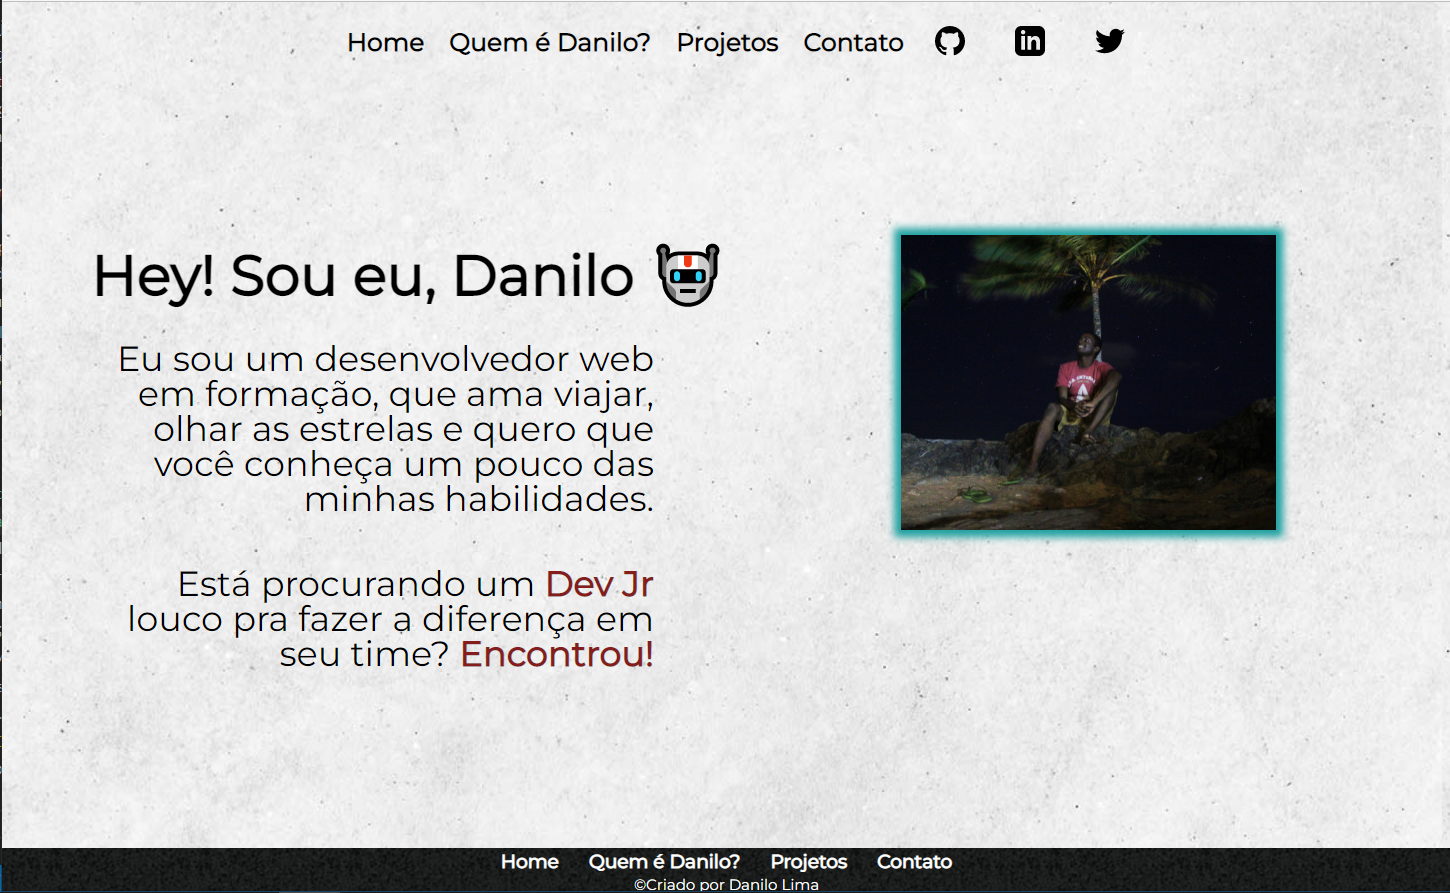 Home Quem é Danilo? Projetos Contato in
Hey! Sou eu, Danilo
Eu sou um desenvolvedor web
em formação, que ama viajar,
olhar as estrelas e quero que
você conheça um pouco das
minhas habilidades.
Está procurando um Dev Jr
louco pra fazer a diferença em
seu time? Encontrou!
Home Quem é Danilo? Projetos Contato
©Criado por Danilo Lima